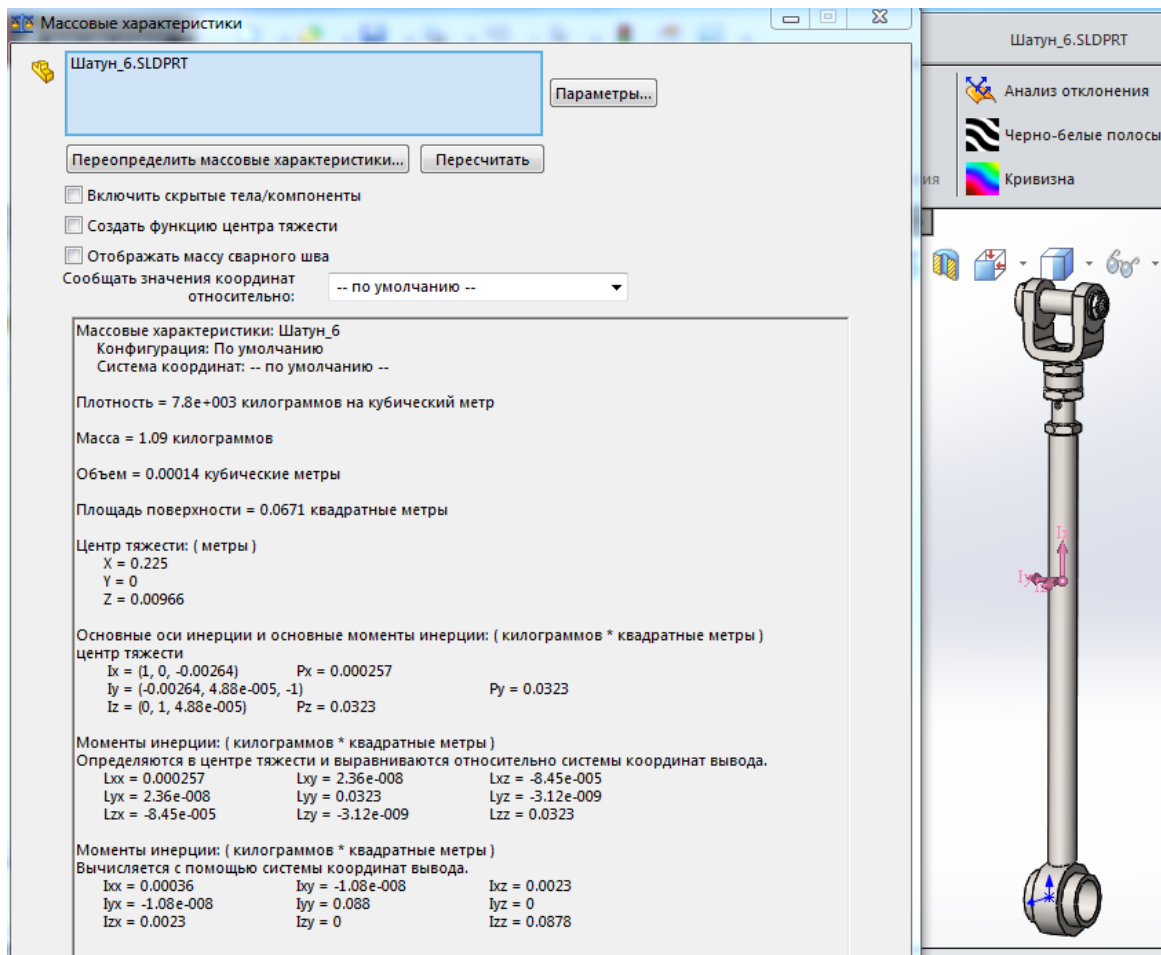 Массовые характеристики
Шатун_6.SLDPRT
Параметры...
Переопределить массовые характеристики...
Пересчитать
Включить скрытые тела/компоненты
Создать функцию центра тяжести
Отображать массу сварного шва
Сообщать значения координат
относительно:
-- по умолчанию --
Массовые характеристики: Шатун_6
Конфигурация: По умолчанию
Система координат: -- по умолчанию --
Плотность = 7.8e+003 килограммов на кубический метр
Масса = 1.09 килограммов
Объем = 0.00014 кубические метры
Площадь поверхности = 0.0671 квадратные метры
Центр тяжести: ( метры )
X = 0.225
Y = 0
Z = 0.00966
Основные оси инерции и основные моменты инерции: ( килограммов * квадратные метры )
центр тяжести
Ix = (1, 0, -0.00264) Px = 0.000257
Iy = (-0.00264, 4.88e-005, -1) Py = 0.0323
Iz = (0, 1, 4.88e-005) Pz = 0.0323
Моменты инерции: ( килограммов * квадратные метры )
Определяются в центре тяжести и выравниваются относительно системы координат вывода.
Lxx = 0.000257 Lxy = 2.36e-008 Lxz = -8.45e-005
Lyx = 2.36e-008 Lyy = 0.0323 Lyz = -3.12e-009
Lzx = -8.45e-005 Lzy = -3.12e-009 Lzz = 0.0323
Моменты инерции: ( килограммов * квадратные метры )
Вычисляется с помощью системы координат вывода.
Ixx = 0.00036 Ixy = -1.08e-008 Ixz = 0.0023
Iyx = -1.08e-008 Iyy = 0.088 Iyz = 0
Izx = 0.0023 Izy = 0 Izz = 0.0878
Шатун_6.SLDPRT
Анализ отклонения
Черно-белые полосы
ия
Кривизна
Ix
Iy
Iz